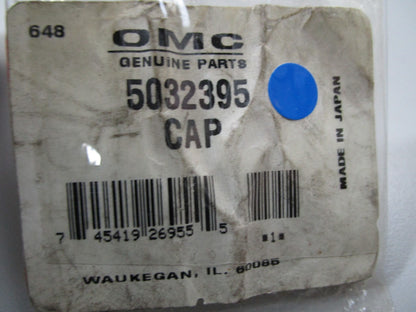 648
OMC
GENUINE PARTS
5032395
CAP
MADE IN JAPAN
7 45419 26955 5
*1*
WAUKEGAN, IL. 60085